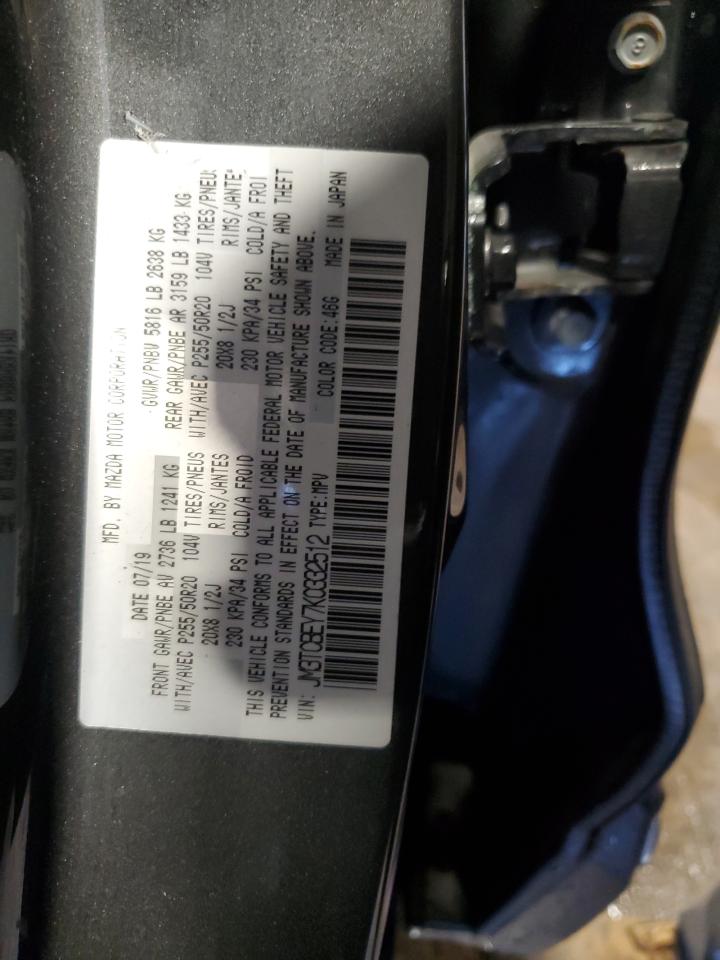 MFD. BY MAZDA MOTOR CORPORATION
DATE 07/19 GVWR/PNBV 5816 LB 2638 KG
FRONT GAWR/PNBE AV 2736 LB 1241 KG REAR GAWR/PNBE AR 3159 LB 1433 KG
WITH/AVEC P255/50R20 104V TIRES/PNEUS WITH/AVEC P255/50R20 104V TIRES/PNEUS
20X8 1/2J RIMS/JANTES 20X8 1/2J RIMS/JANTE
230 KPA/34 PSI COLD/A FROID 230 KPA/34 PSI COLD/A FROI
THIS VEHICLE CONFORMS TO ALL APPLICABLE FEDERAL MOTOR VEHICLE SAFETY AND THEFT
PREVENTION STANDARDS IN EFFECT ON THE DATE OF MANUFACTURE SHOWN ABOVE.
VIN: JM3TCBEY7K0332512 TYPE:MPV COLOR CODE:46G MADE IN JAPAN
8